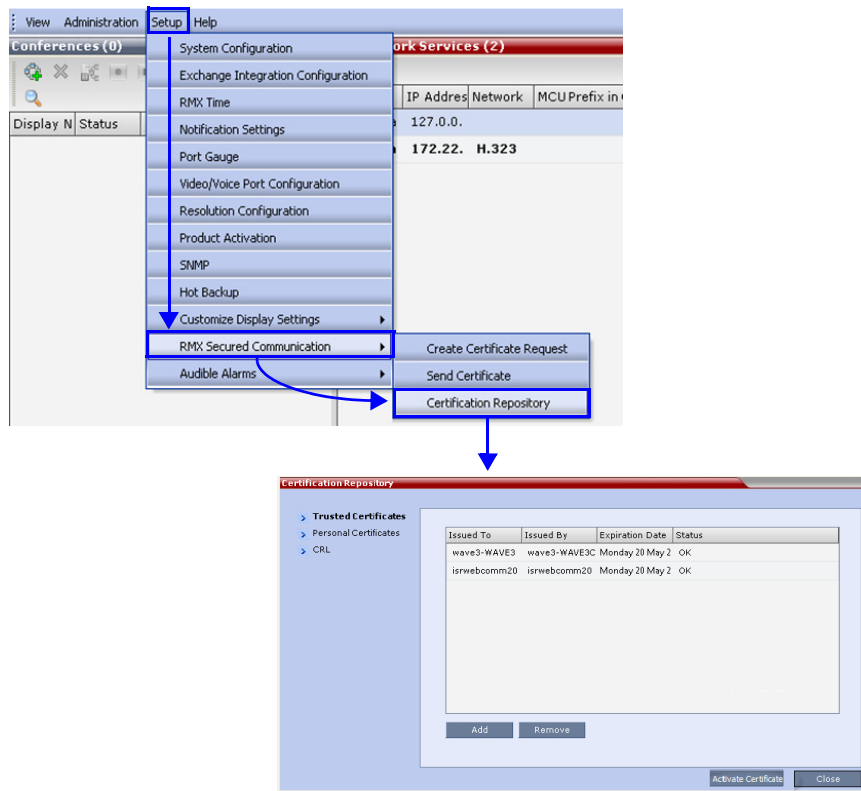 View Administration Setup Help
Conferences (0)
ork Services (2)
IP Addres Network MCU Prefix in
Display N Status
127.0.0.
172.22. H.323
System Configuration
Exchange Integration Configuration
RMX Time
Notification Settings
Port Gauge
Video/Voice Port Configuration
Resolution Configuration
Product Activation
SNMP
Hot Backup
Customize Display Settings
RMX Secured Communication
Audible Alarms
Create Certificate Request
Send Certificate
Certification Repository
Certification Repository
Trusted Certificates
Personal Certificates
CRL
Issued To Issued By Expiration Date Status
wave3-WAVE3 wave3-WAVE3C Monday 20 May 2 OK
isrwebcomm20 isrwebcomm20 Monday 20 May 2 OK
Add Remove
Activate Certificate Close